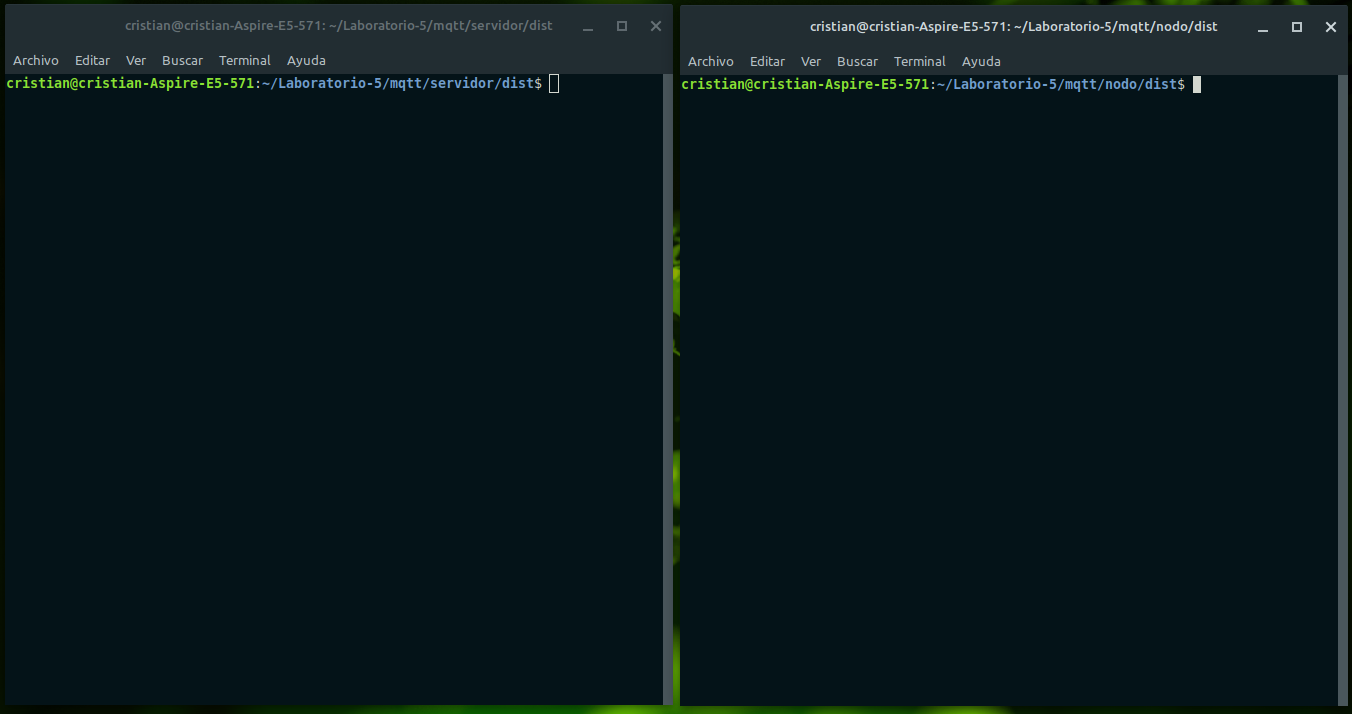 cristian@cristian-Aspire-E5-571: ~/Laboratorio-5/mqtt/servidor/dist
Archivo Editar Ver Buscar Terminal Ayuda
cristian@cristian-Aspire-E5-571:~/Laboratorio-5/mqtt/servidor/dist$
cristian@cristian-Aspire-E5-571: ~/Laboratorio-5/mqtt/nodo/dist
Archivo Editar Ver Buscar Terminal Ayuda
cristian@cristian-Aspire-E5-571:~/Laboratorio-5/mqtt/nodo/dist$